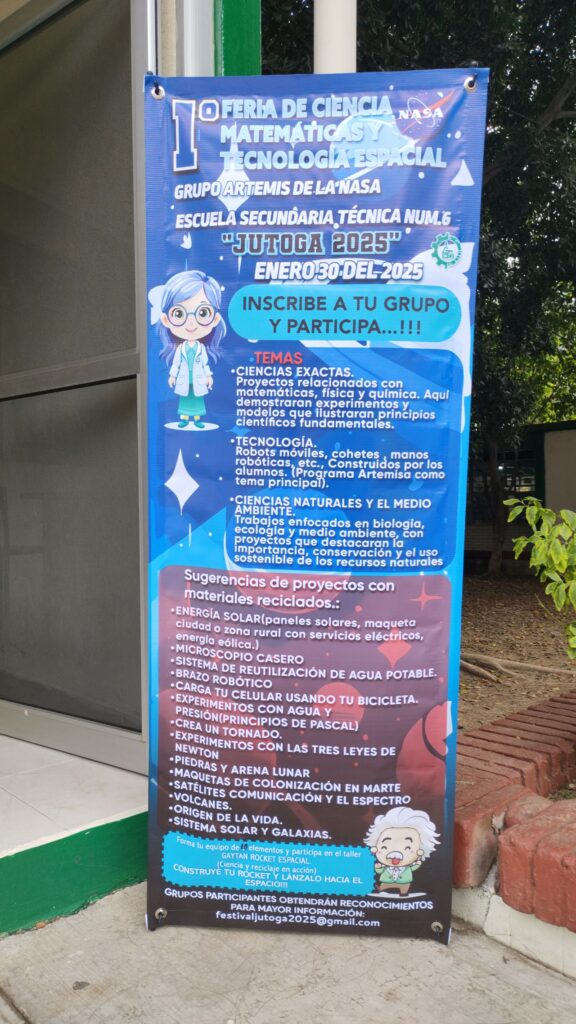 1º FERIA DE CIENCIA
MATEMÁTICAS Y
TECNOLOGÍA ESPACIAL
NASA
GRUPO ARTEMIS DE LA NASA
ESCUELA SECUNDARIA TÉCNICA NUM.6
"JUTOGA 2025"
ENERO 30 DEL 2025
INSCRIBE A TU GRUPO
Y PARTICIPA...!!!
TEMAS
•CIENCIAS EXACTAS.
Proyectos relacionados con
matemáticas, física y química. Aqui
demostraran experimentos y
modelos que ilustraran principios
científicos fundamentales.
•TECNOLOGÍA.
Robots móviles, cohetes , manos
robóticas, etc., Construidos por los
alumnos. (Programa Artemisa como
tema principal).
•CIENCIAS NATURALES Y EL MEDIO
AMBIENTE.
Trabajos enfocados en biología,
ecología y medio ambiente, con
proyectos que destacaran la
importancia, conservación y el uso
sostenible de los recursos naturales
Sugerencias de proyectos con
materiales reciclados.:
•ENERGÍA SOLAR(paneles solares, maqueta
ciudad o zona rural con servicios eléctricos,
energía eólica.)
•MICROSCOPIO CASERO
•SISTEMA DE REUTILIZACIÓN DE AGUA POTABLE.
•BRAZO ROBÓTICO
•CARGA TU CELULAR USANDO TU BICICLETA.
•EXPERIMENTOS CON AGUA Y
PRESIÓN(PRINCIPIOS DE PASCAL)
•CREA UN TORNADO.
•EXPERIMENTOS CON LAS TRES LEYES DE
NEWTON
•PIEDRAS Y ARENA LUNAR
•MAQUETAS DE COLONIZACIÓN EN MARTE
•SATÉLITES COMUNICACIÓN Y EL ESPECTRO
•VOLCANES.
•ORIGEN DE LA VIDA.
•SISTEMA SOLAR Y GALAXIAS.
Forma tu equipo de elementos y participa en el taller
GAYTAN ROCKET ESPACIAL.
(Ciencia y reciclaje en acción)
CONSTRUYE TU ROCKET Y LÁNZALO HACIA EL
ESPACIO!!!
GRUPOS PARTICIPANTES OBTENDRÁN RECONOCIMIENTOS
PARA MAYOR INFORMACIÓN:
festivaljutoga2025@gmail.com